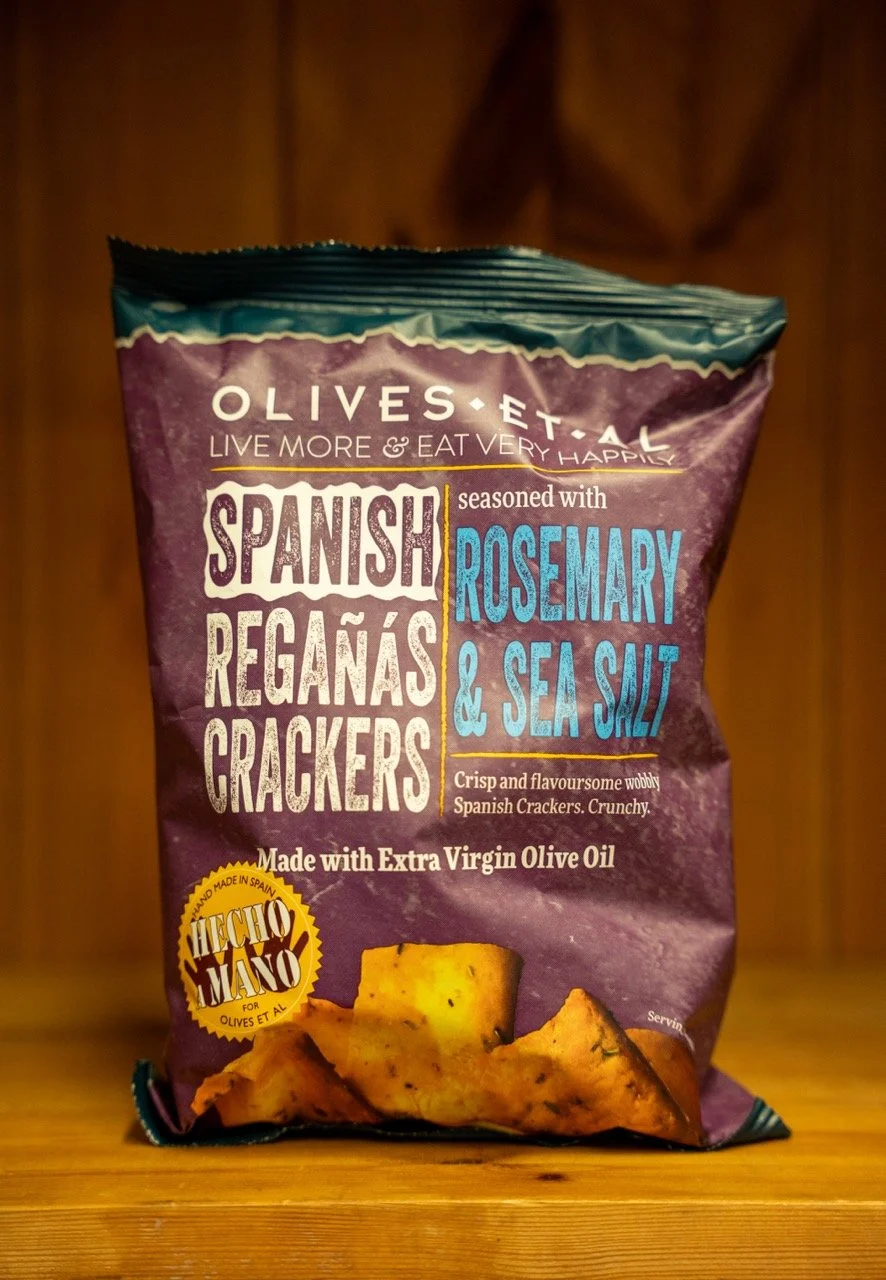 OLIVES · ET · AL
LIVE MORE & EAT VERY HAPPILY
SPANISH
REGAÑÁS
CRACKERS
seasoned with
ROSEMARY
& SEA SALT
Crisp and flavoursome wobbly
Spanish Crackers. Crunchy.
Made with Extra Virgin Olive Oil
HAND MADE IN SPAIN
HECHO
A MANO
FOR
OLIVES ET AL